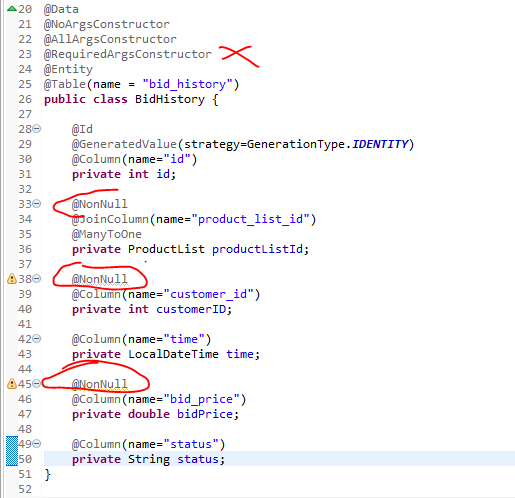 20 @Data
21 @NoArgsConstructor
22 @AllArgsConstructor
23 @RequiredArgsConstructor
24 @Entity
25 @Table(name = "bid_history")
26 public class BidHistory {
27
28 @Id
29 @GeneratedValue(strategy=GenerationType.IDENTITY)
30 @Column(name="id")
31 private int id;
32
33 @NonNull
34 @JoinColumn(name="product_list_id")
35 @ManyToOne
36 private ProductList productListId;
37
38 @NonNull
39 @Column(name="customer_id")
40 private int customerID;
41
42 @Column(name="time")
43 private LocalDateTime time;
44
45 @NonNull
46 @Column(name="bid_price")
47 private double bidPrice;
48
49 @Column(name="status")
50 private String status;
51 }
52